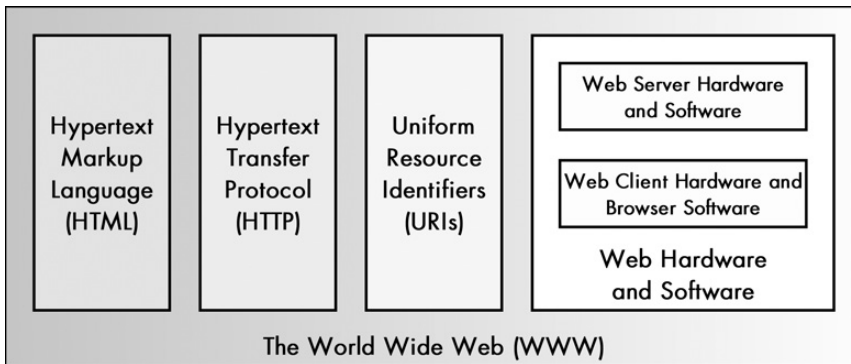 Hypertext
Markup
Language
(HTML)
Hypertext
Transfer
Protocol
(HTTP)
Uniform
Resource
Identifiers
(URIs)
Web Server Hardware
and Software
Web Client Hardware and
Browser Software
Web Hardware
and Software
The World Wide Web (WWW)